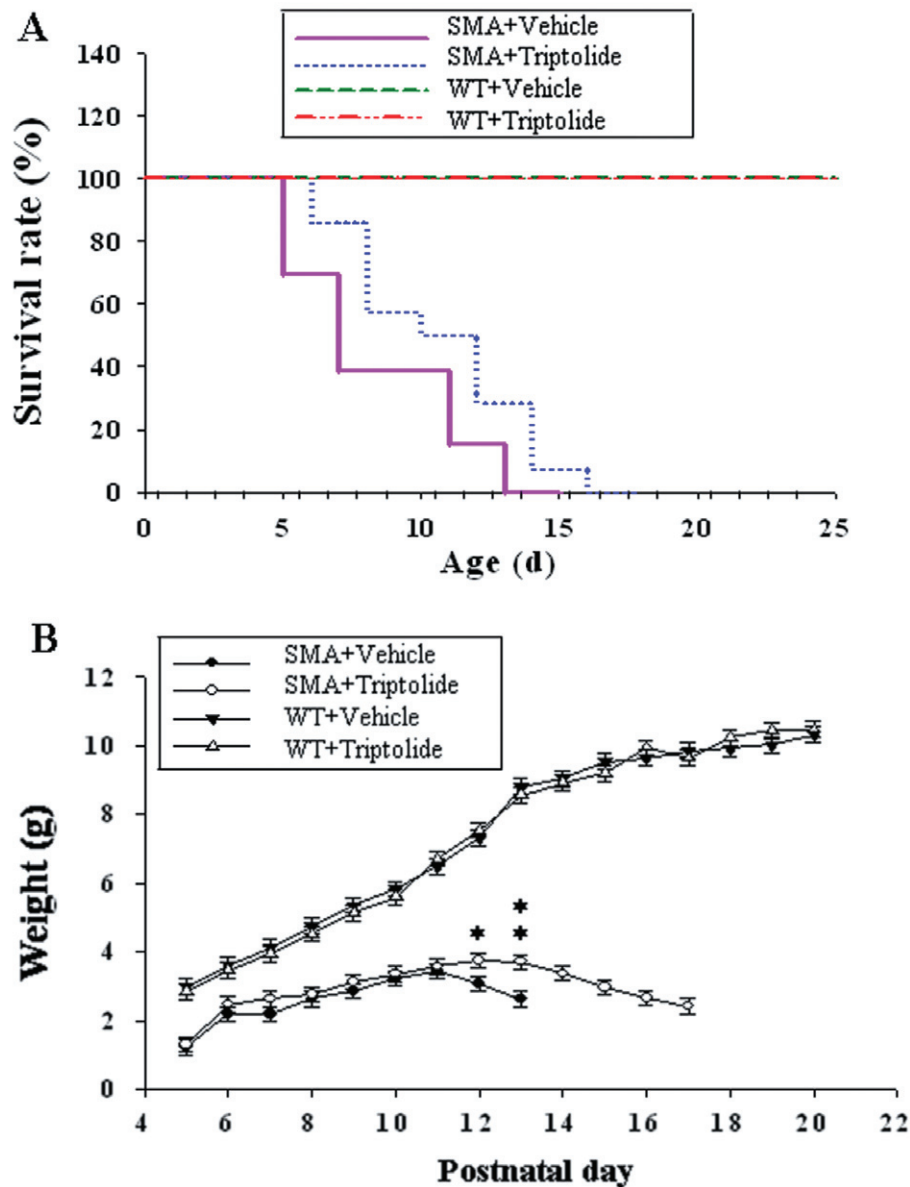 A
SMA+Vehicle
SMA+Triptolide
WT+Vehicle
WT+Triptolide
140
120
100
80
60
40
20
0
Survival rate (%)
0 5 10 15 20 25
Age (d)
B
SMA+Vehicle
SMA+Triptolide
WT+Vehicle
WT+Triptolide
12
10
8
6
4
2
0
Weight (g)
* *
*
4 6 8 10 12 14 16 18 20 22
Postnatal day